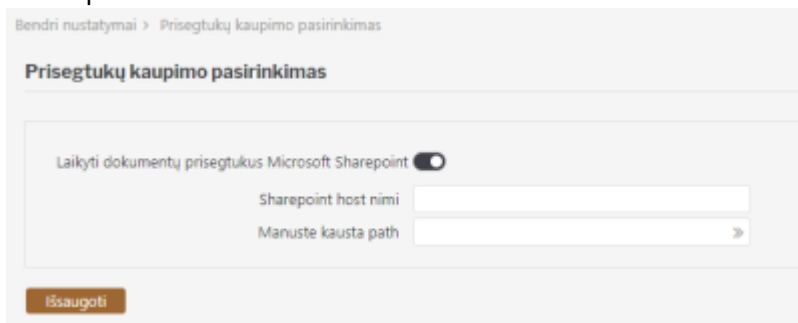 Bendri nustatymai > Prisegtukų kaupimo pasirinkimas
Prisegtukų kaupimo pasirinkimas
Laikyti dokumentų prisegtukus Microsoft Sharepoint
Sharepoint host nimi
Manuste kausta path
Išsaugoti